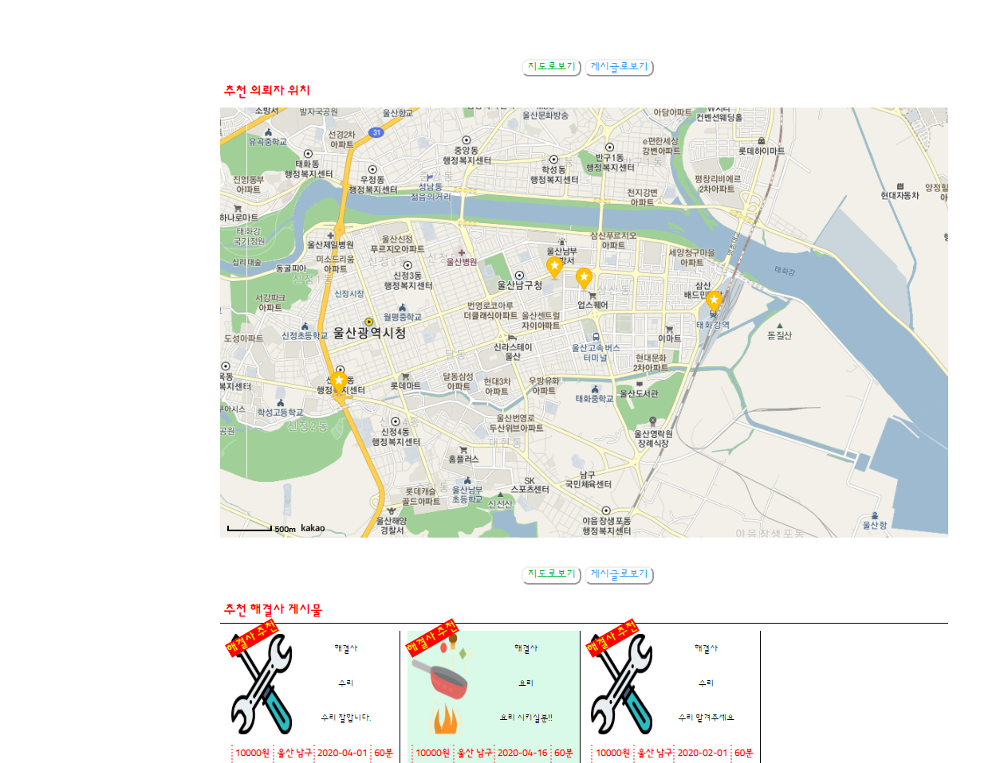 지도로보기 게시글로보기
추천 의뢰자 위치
소방서
발자국공원
울산향교
울산문화방송
아담아파트
컨벤션웨딩홀
31
유곡중학교
선경2차
아파트
중앙동
행정복지센터
반구1동
행정복지센터
e편한세상
강변아파트
롯데하이마트
태화동
행정복지센터
우정동
행정복지센터
학성동
행정복지센터
진영동부
아파트
성남동
젊음의거리
천지강변
아파트
평창리비에르
2차아파트
현대자동차
하나로마트
태화강
국가정원
울산제일병원
울산신정
푸르지오아파트
삼산푸르지오
아파트
십리대숲
동굴피아
미소드리움
아파트
신정3동
울산병원
울산남부
세양청구마을
아파트
태화강
신정1동
신정3동
행정복지센터
울산남구청
삼산동
삼산
서강파크
아파트
신정시장
월평중학교
번영로코아루
더클래식아파트
울산센트럴
자이아파트
업스퀘어
태화강역
도성아파트
신정초등학교
울산광역시청
신라스테이
울산
울산고속버스
터미널
이마트
돋질산
달동
현대문화
2차아파트
행정복지센터
롯데마트
달동삼성
아파트
현대3차
아파트
우방유화
아파트
태화중학교
울산도서관
학성고등학교
신정2동
신정4동
행정복지센터
울산번영로
두산위브아파트
대현동
울산영락원
장례식장
홈플러스
남구
국민체육센터
SK
스포츠센터
롯데캐슬
골드아파트
울산남부
초등학교
신선산
울산해양
경찰서
야음장생포동
행정복지센터
야음장생포동
울산항
500m kakao
지도로보기 게시글로보기
추천 해결사 게시물
해결사 추천 해결사 추천 해결사 추천
해결사 해결사 해결사
수리 요리 수리
수리 잘합니다. 요리 시키실분!! 수리 맡겨주세요
10000원 울산 남구 2020-04-01 60분 10000원 울산 남구 2020-04-16 60분 10000원 울산 남구 2020-02-01 60분